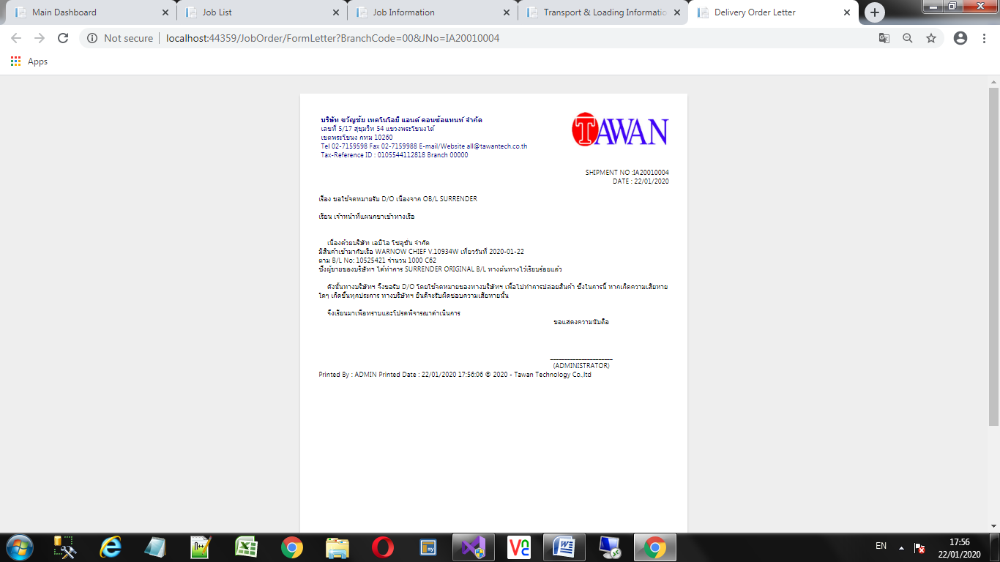 Main Dashboard
Job List
Job Information
Transport & Loading Informatio
Delivery Order Letter
Not secure
localhost:44359/JobOrder/FormLetter?BranchCode=00&JNo=IA20010004
Apps
บริษัท ขวัญชัย เทคโนโลยี แอนด์ คอนซัลแทนท์ จำกัด
เลขที่ 5/17 สุขุมวิท 54 แขวงพระโขนงใต้
เขตพระโขนง กทม 10260
Tel 02-7159598 Fax 02-7159988 E-mail/Website all@tawantech.co.th
Tax-Reference ID : 0105544112818 Branch 00000
TAWAN
SHIPMENT NO :IA20010004
DATE : 22/01/2020
เรื่อง ขอใช้จดหมายรับ D/O เนื่องจาก OB/L SURRENDER
เรียน เจ้าหน้าที่แผนกขาเข้าทางเรือ
เนื่องด้วยบริษัท เอบีไอ โซลูชั่น จำกัด
มีสินค้าเข้ามากับเรือ WARNOW CHIEF V.10934W เที่ยววันที่ 2020-01-22
ตาม B/L No: 10525421 จำนวน 1000 C62
ซึ่งผู้ขายของบริษัทฯ ได้ทำการ SURRENDER ORIGINAL B/L ทางต้นทางไว้เรียบร้อยแล้ว
ดังนั้นทางบริษัทฯ จึงขอรับ D/O โดยใช้จดหมายของทางบริษัทฯ เพื่อไปทำการปล่อยสินค้า ซึ่งในการนี้ หากเกิดความเสียหาย
ใดๆ เกิดขึ้นทุกประการ ทางบริษัทฯ ยินดีจะรับผิดชอบความเสียหายนั้น
จึงเรียนมาเพื่อทราบและโปรดพิจารณาดำเนินการ
ขอแสดงความนับถือ
(ADMINISTRATOR)
Printed By : ADMIN Printed Date : 22/01/2020 17:56:06 © 2020 - Tawan Technology Co.,ltd
EN
17:56
22/01/2020